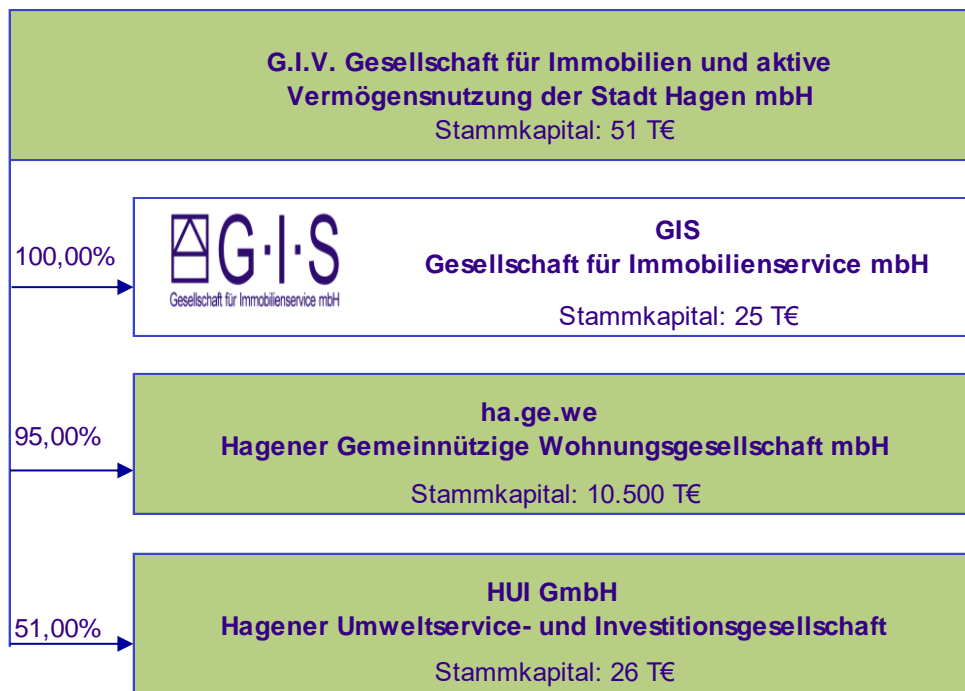 G.I.V. Gesellschaft für Immobilien und aktive
Vermögensnutzung der Stadt Hagen mbH
Stammkapital: 51 T€
100,00%
G·I·S
Gesellschaft für Immobilienservice mbH
GIS
Gesellschaft für Immobilienservice mbH
Stammkapital: 25 T€
95,00%
ha.ge.we
Hagener Gemeinnützige Wohnungsgesellschaft mbH
Stammkapital: 10.500 T€
51,00%
HUI GmbH
Hagener Umweltservice- und Investitionsgesellschaft
Stammkapital: 26 T€